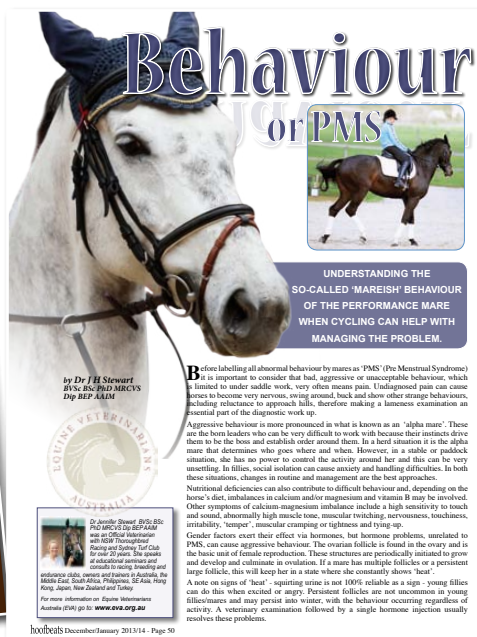 Behaviour
or PMS
UNDERSTANDING THE
SO-CALLED ‘MAREISH’ BEHAVIOUR
OF THE PERFORMANCE MARE
WHEN CYCLING CAN HELP WITH
MANAGING THE PROBLEM.
by Dr J H Stewart
BVSc BSc PhD MRCVS
Dip BEP AAIM
Before labelling all abnormal behaviour by mares as ‘PMS’ (Pre Menstrual Syndrome)
it is important to consider that bad, aggressive or unacceptable behaviour, which
is limited to under saddle work, very often means pain. Undiagnosed pain can cause
horses to become very nervous, swing around, buck and show other strange behaviours,
including reluctance to approach hills, therefore making a lameness examination an
essential part of the diagnostic work up.
Aggressive behaviour is more pronounced in what is known as an ‘alpha mare’. These
are the born leaders who can be very difficult to work with because their instincts drive
them to be the boss and establish order around them. In a herd situation it is the alpha
mare that determines who goes where and when. However, in a stable or paddock
situation, she has no power to control the activity around her and this can be very
unsettling. In fillies, social isolation can cause anxiety and handling difficulties. In both
these situations, changes in routine and management are the best approaches.
Nutritional deficiencies can also contribute to difficult behaviour and, depending on the
horse’s diet, imbalances in calcium and/or magnesium and vitamin B may be involved.
Other symptoms of calcium-magnesium imbalance include a high sensitivity to touch
and sound, abnormally high muscle tone, muscular twitching, nervousness, touchiness,
irritability, ‘temper’, muscular cramping or tightness and tying-up.
Gender factors exert their effect via hormones, but hormone problems, unrelated to
PMS, can cause aggressive behaviour. The ovarian follicle is found in the ovary and is
the basic unit of female reproduction. These structures are periodically initiated to grow
and develop and culminate in ovulation. If a mare has multiple follicles or a persistent
large follicle, this will keep her in a state where she constantly shows ‘heat’.
A note on signs of ‘heat’ - squirting urine is not 100% reliable as a sign - young fillies
can do this when excited or angry. Persistent follicles are not uncommon in young
fillies/mares and may persist into winter, with the behaviour occurring regardless of
activity. A veterinary examination followed by a single hormone injection usually
resolves these problems.
EQUINE VETERINARIANS
AUSTRALIA
Dr Jennifer Stewart BVSc BSc
PhD MRCVS Dip BEP AAIM
was an Official Veterinarian
with NSW Thoroughbred
Racing and Sydney Turf Club
for over 20 years. She speaks
at educational seminars and
consults to racing, breeding and
endurance clubs, owners and trainers in Australia, the
Middle East, South Africa, Philippines, SE Asia, Hong
Kong, Japan, New Zealand and Turkey.
For more information on Equine Veterinarians
Australia (EVA) go to: www.eva.org.au
hoofbeats December/January 2013/14 - Page 50